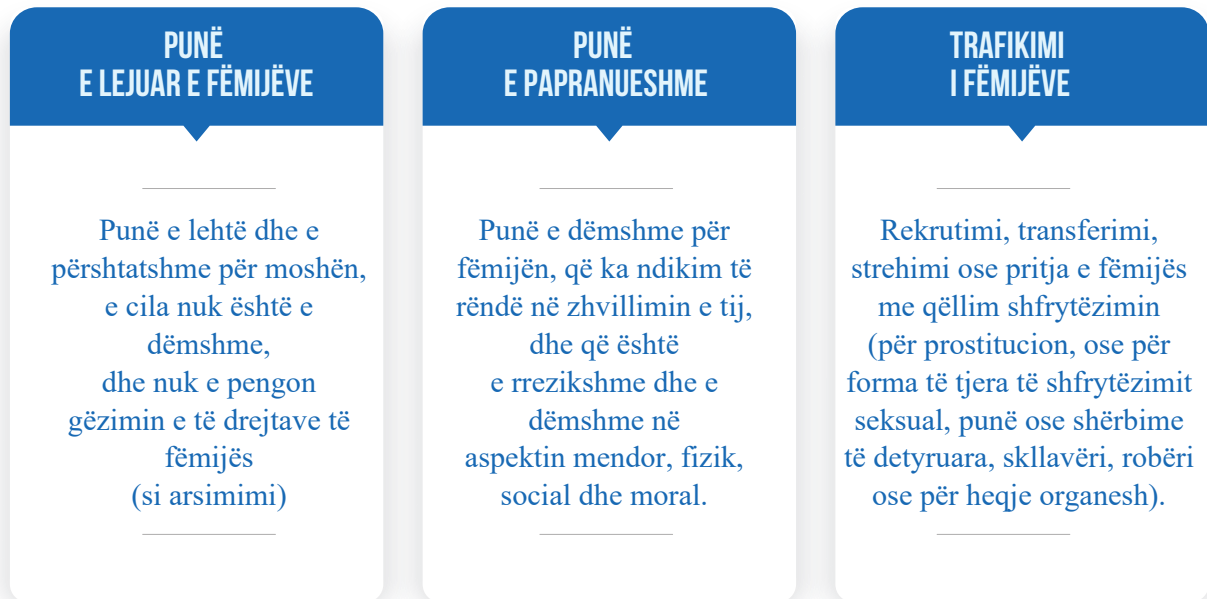 PUNË
E LEJUAR E FËMIJËVE
Punë e lehtë dhe e
përshtatshme për moshën,
e cila nuk është e
dëmshme,
dhe nuk e pengon
gëzimin e të drejtave të
fëmijës
(si arsimimi)
PUNË
E PAPRANUESHME
Punë e dëmshme për
fëmijën, që ka ndikim të
rëndë në zhvillimin e tij,
dhe që është
e rrezikshme dhe e
dëmshme në
aspektin mendor, fizik,
social dhe moral.
TRAFIKIMI
I FËMIJËVE
Rekrutimi, transferimi,
strehimi ose pritja e fëmijës
me qëllim shfrytëzimin
(për prostitucion, ose për
forma të tjera të shfrytëzimit
seksual, punë ose shërbime
të detyruara, skllavëri, robëri
ose për heqje organesh).